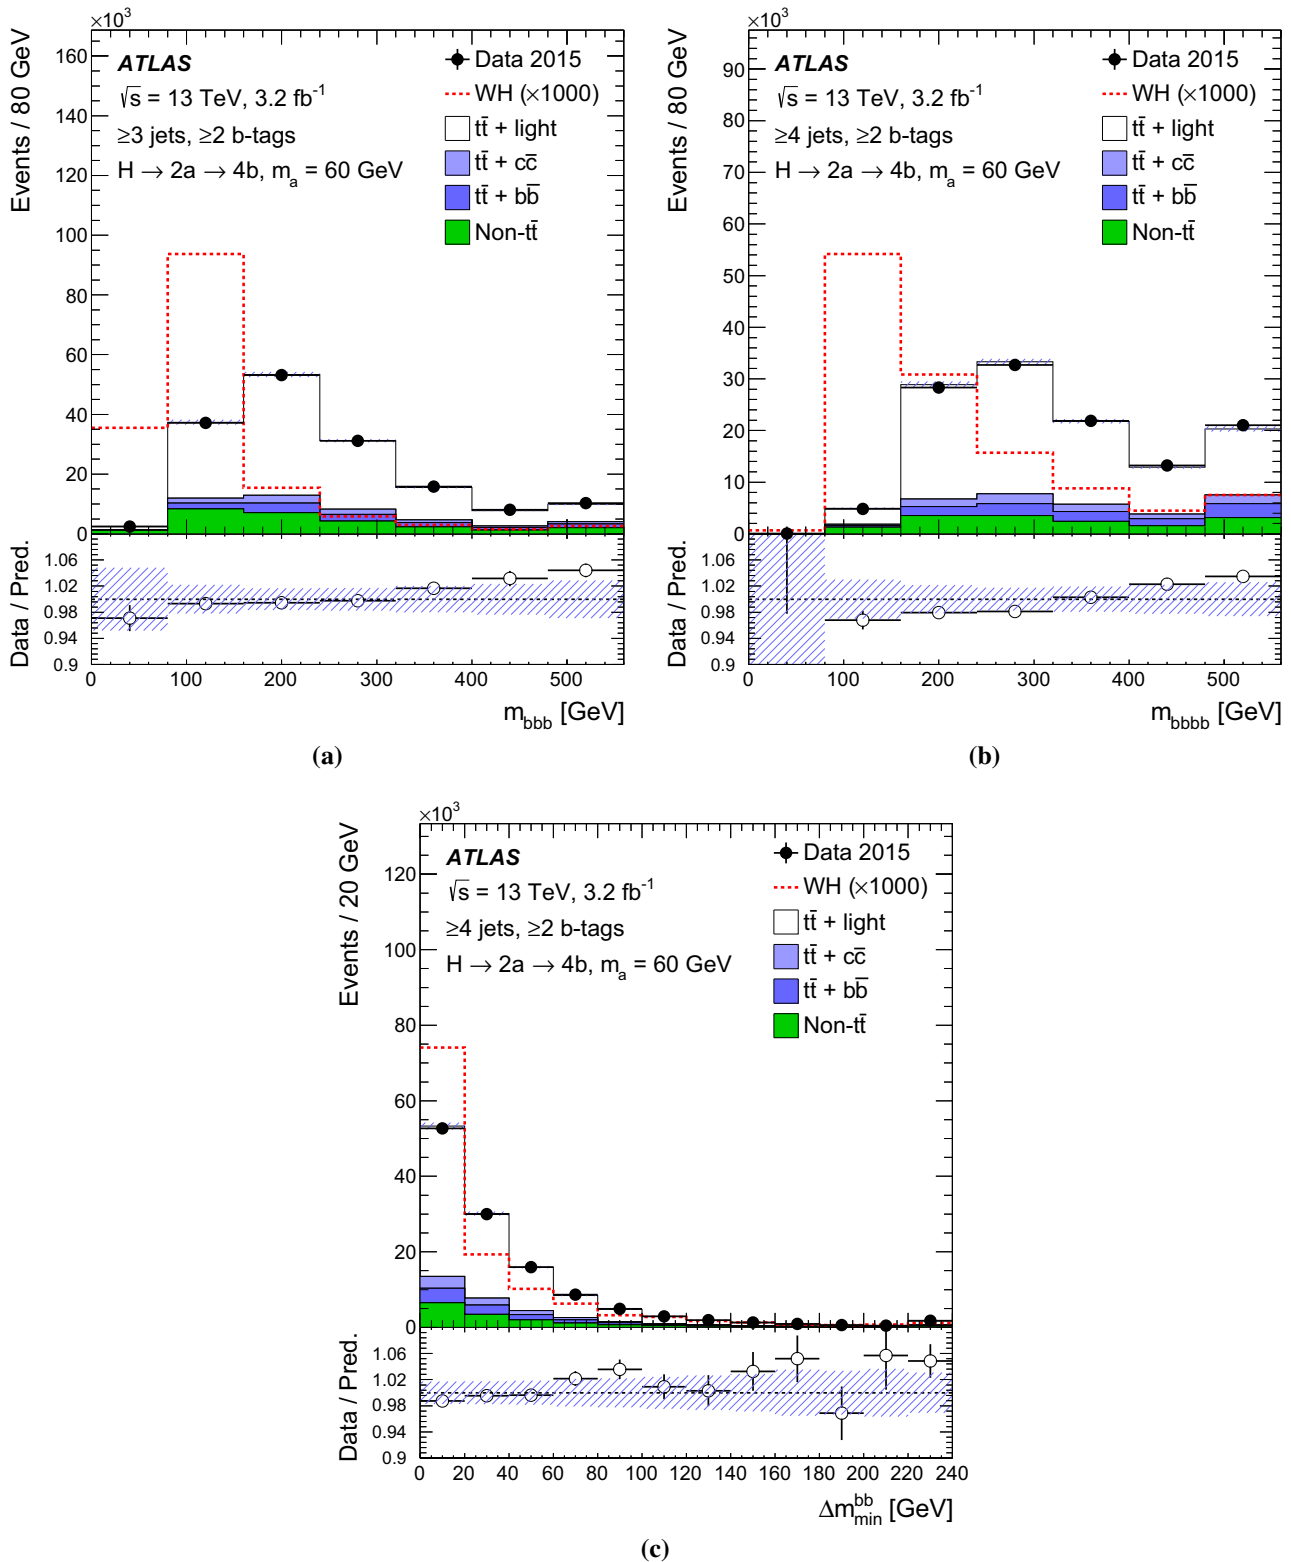 ×10³
Events / 80 GeV
160
140
120
100
80
60
40
20
0
ATLAS
√s = 13 TeV, 3.2 fb⁻¹
≥3 jets, ≥2 b-tags
H → 2a → 4b, mₐ = 60 GeV
Data 2015
WH (×1000)
tt̄ + light
tt̄ + cc̄
tt̄ + bb̄
Non-tt̄
Data / Pred.
1.06
1.02
0.98
0.94
0.9
0 100 200 300 400 500
m_bbb [GeV]
(a)
×10³
Events / 80 GeV
90
80
70
60
50
40
30
20
10
0
ATLAS
√s = 13 TeV, 3.2 fb⁻¹
≥4 jets, ≥2 b-tags
H → 2a → 4b, mₐ = 60 GeV
Data 2015
WH (×1000)
tt̄ + light
tt̄ + cc̄
tt̄ + bb̄
Non-tt̄
Data / Pred.
1.06
1.02
0.98
0.94
0.9
0 100 200 300 400 500
m_bbbb [GeV]
(b)
×10³
Events / 20 GeV
120
100
80
60
40
20
0
ATLAS
√s = 13 TeV, 3.2 fb⁻¹
≥4 jets, ≥2 b-tags
H → 2a → 4b, mₐ = 60 GeV
Data 2015
WH (×1000)
tt̄ + light
tt̄ + cc̄
tt̄ + bb̄
Non-tt̄
Data / Pred.
1.06
1.02
0.98
0.94
0.9
0 20 40 60 80 100 120 140 160 180 200 220 240
Δm_min^bb [GeV]
(c)